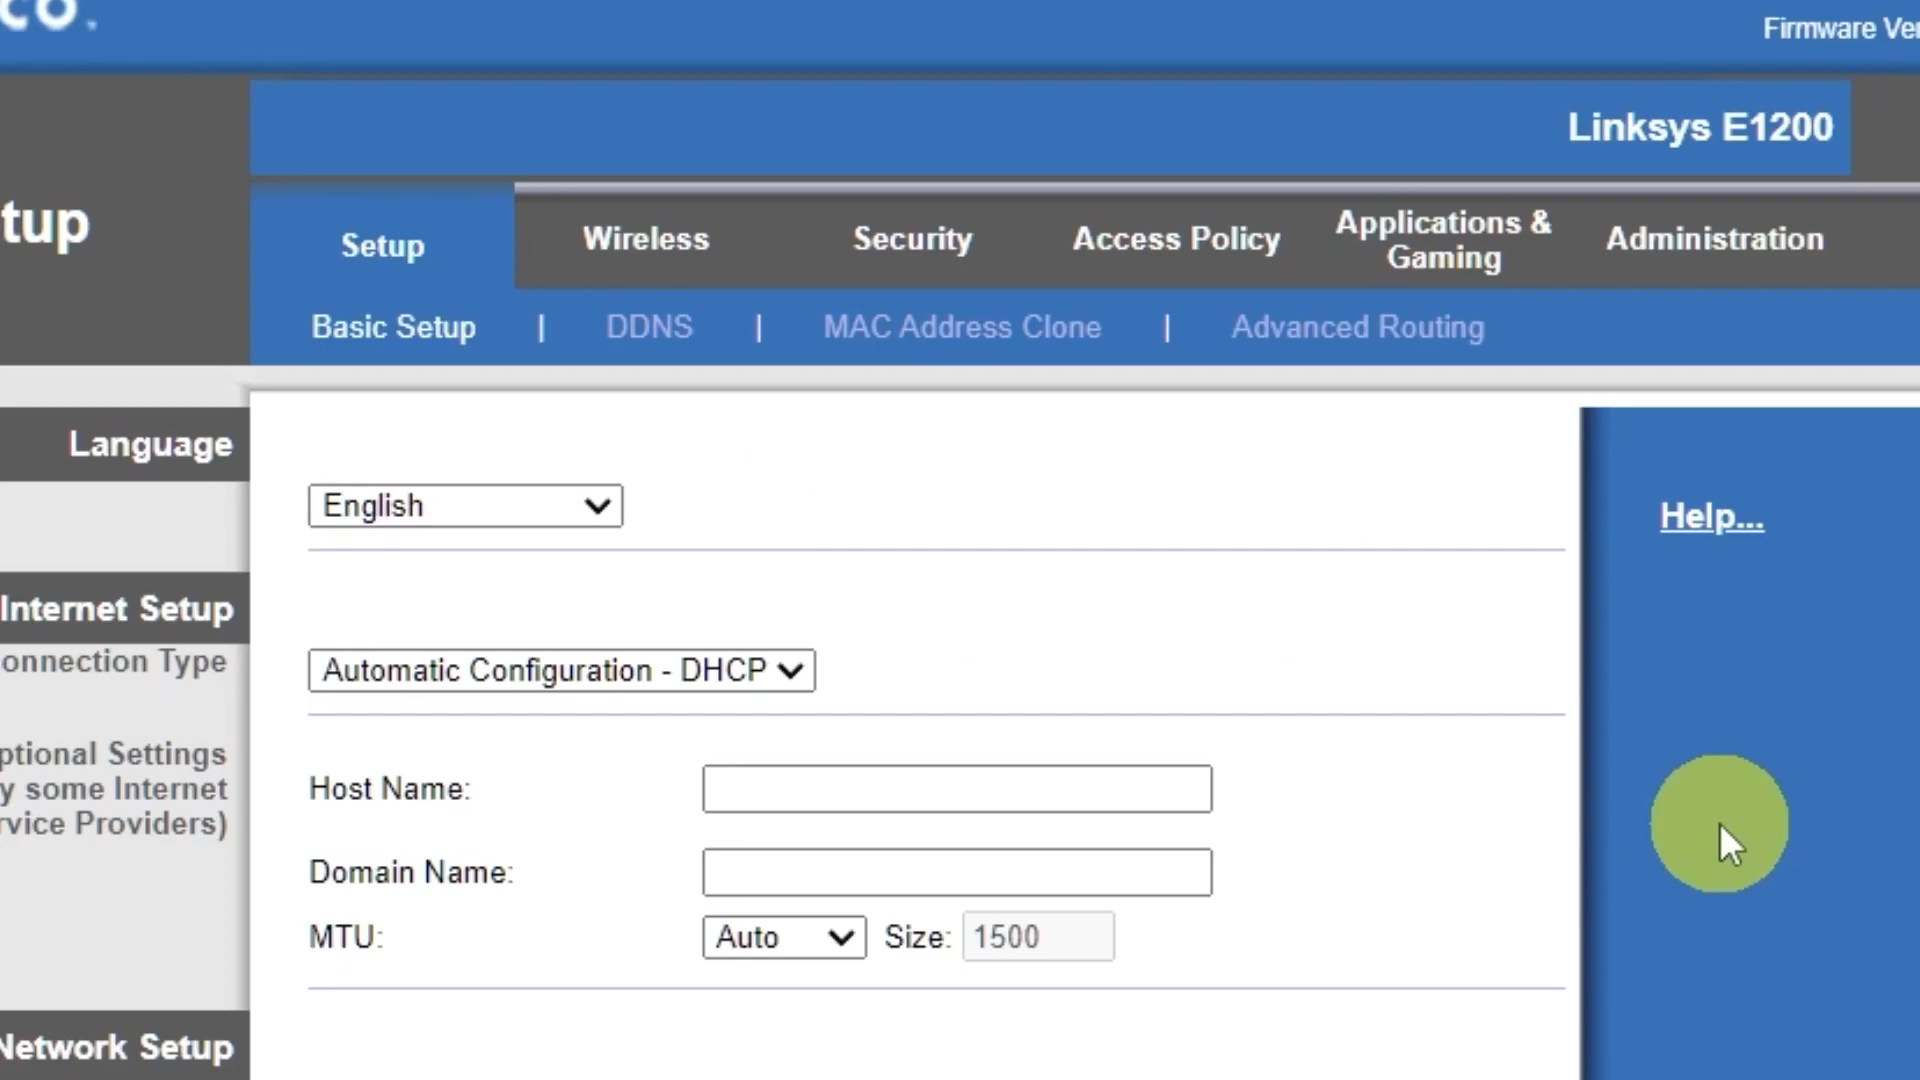 co.
Firmware Ver
Linksys E1200
tup
Setup
Wireless
Security
Access Policy
Applications &
Gaming
Administration
Basic Setup | DDNS | MAC Address Clone | Advanced Routing
Language
English
Help...
Internet Setup
onnection Type
Automatic Configuration - DHCP
ptional Settings
y some Internet
rvice Providers)
Host Name:
Domain Name:
MTU: Auto Size: 1500
Network Setup